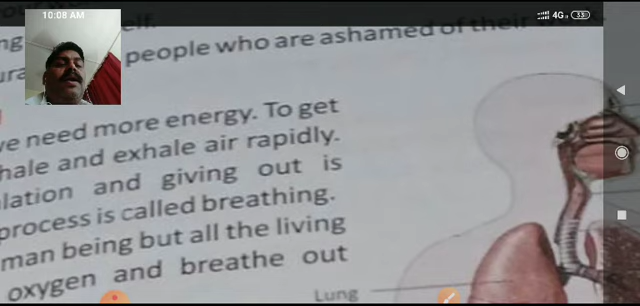 10:08 AM
4G 33
self.
people who are ashamed of their
we need more energy. To get
hale and exhale air rapidly.
lation and giving out is
process is called breathing.
man being but all the living
oxygen and breathe out
Lung